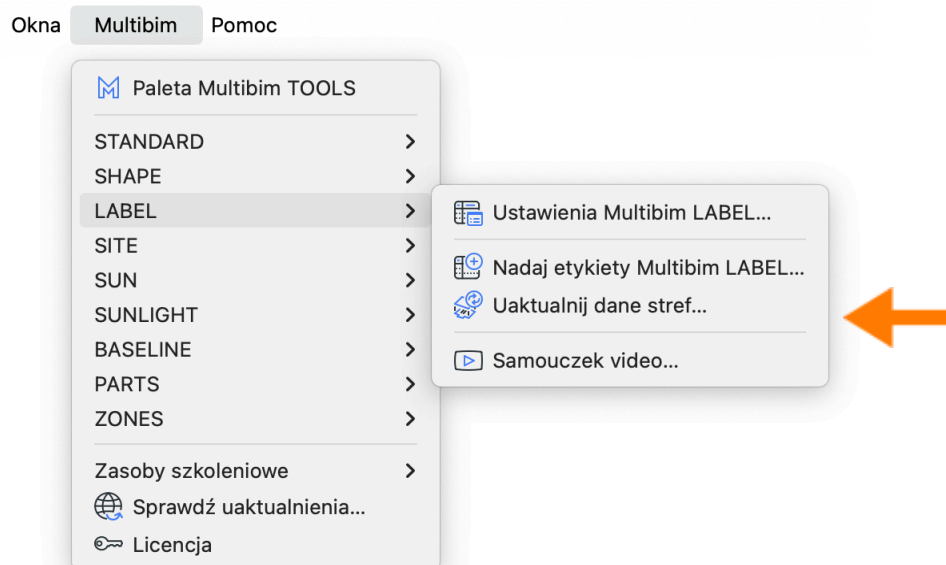 Okna Multibim Pomoc
Paleta Multibim TOOLS
STANDARD
SHAPE
LABEL
SITE
SUN
SUNLIGHT
BASELINE
PARTS
ZONES
Zasoby szkoleniowe
Sprawdź uaktualnienia...
Licencja
Ustawienia Multibim LABEL...
Nadaj etykiety Multibim LABEL...
Uaktualnij dane stref...
Samouczek video...